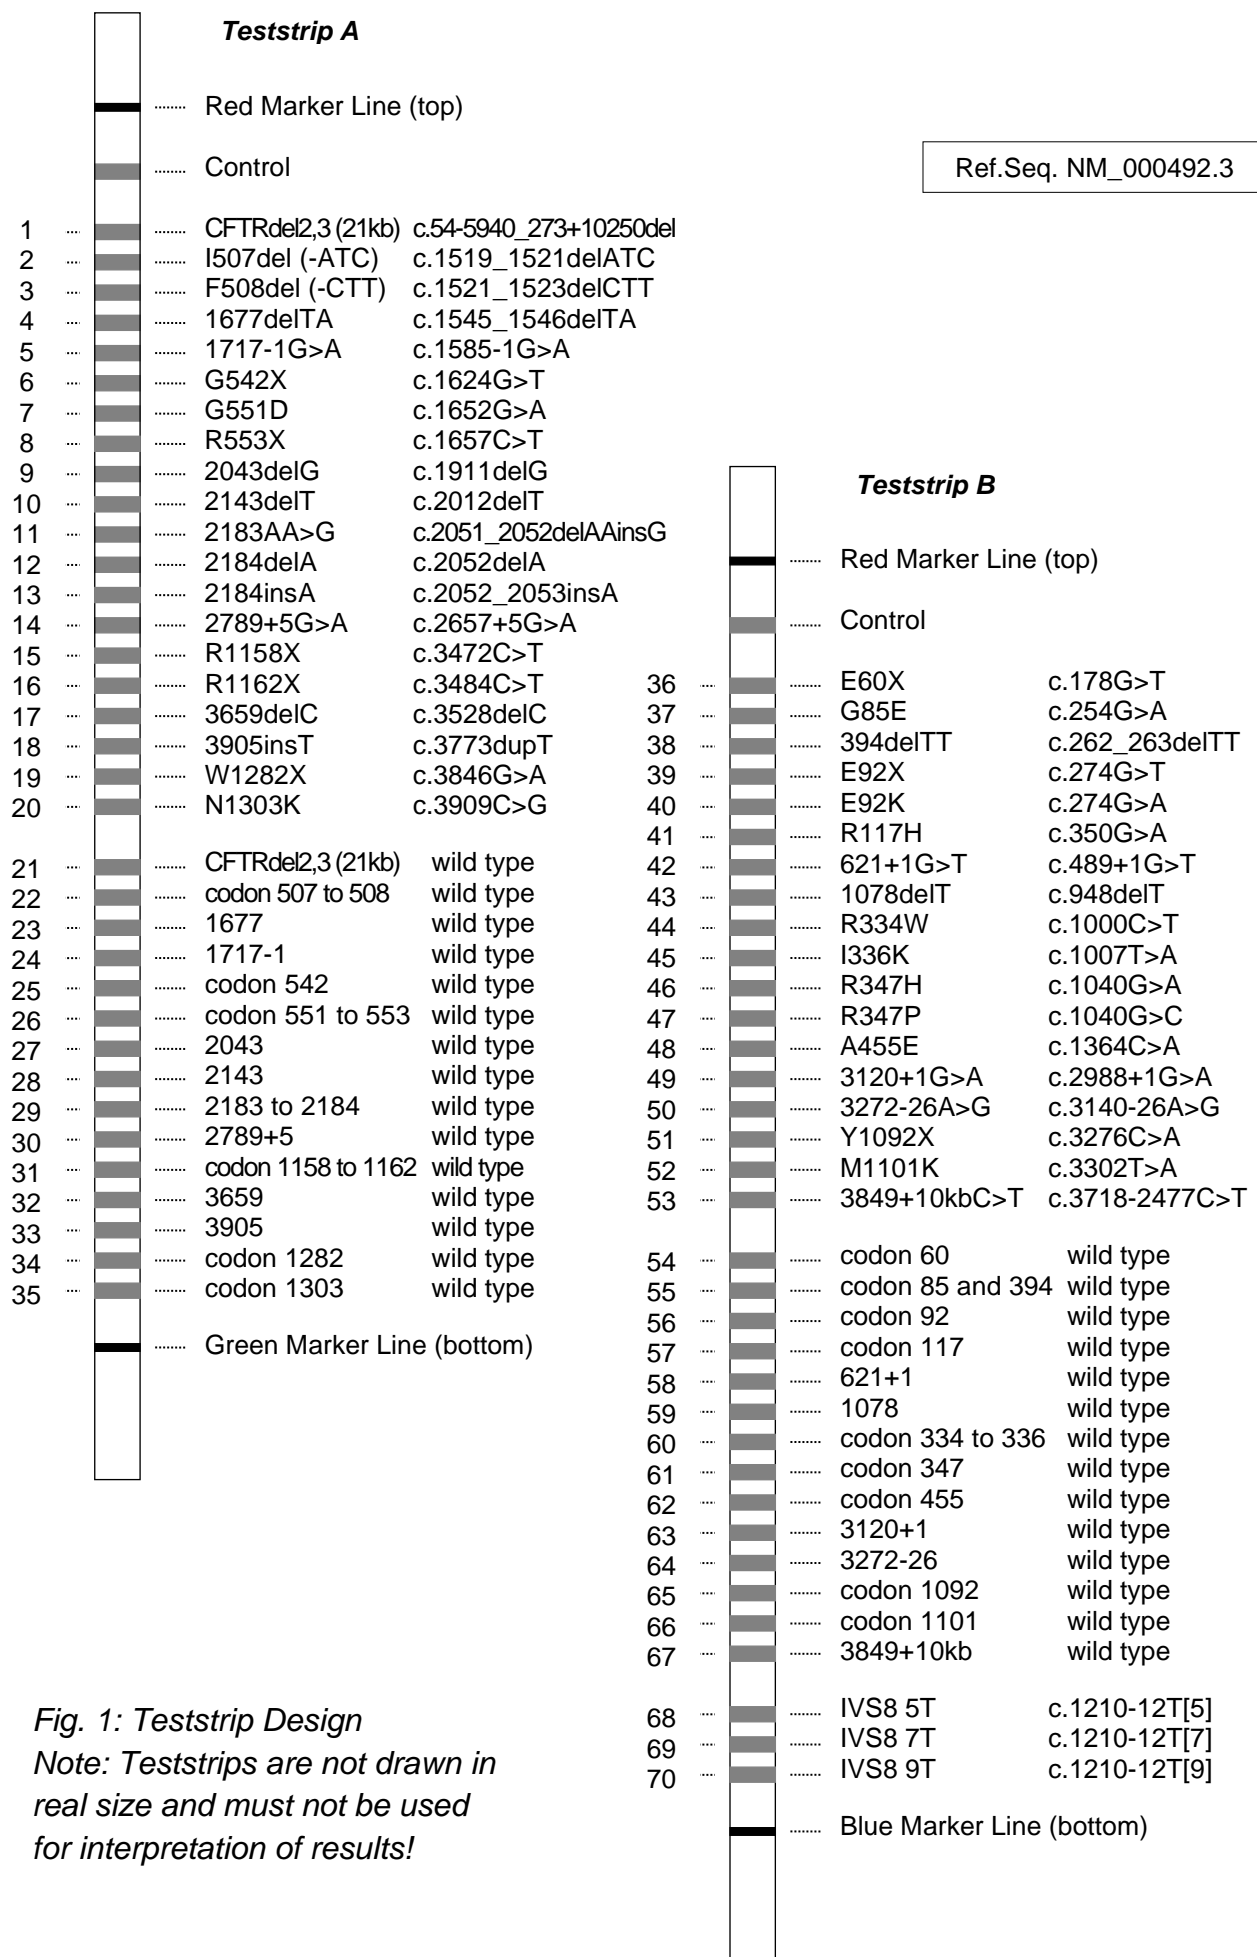 Teststrip A
Red Marker Line (top)
Control
Ref.Seq. NM_000492.3
1 CFTRdel2,3 (21kb) c.54-5940_273+10250del
2 I507del (-ATC) c.1519_1521delATC
3 F508del (-CTT) c.1521_1523delCTT
4 1677delTA c.1545_1546delTA
5 1717-1G>A c.1585-1G>A
6 G542X c.1624G>T
7 G551D c.1652G>A
8 R553X c.1657C>T
9 2043delG c.1911delG
10 2143delT c.2012delT
11 2183AA>G c.2051_2052delAAinsG
12 2184delA c.2052delA
13 2184insA c.2052_2053insA
14 2789+5G>A c.2657+5G>A
15 R1158X c.3472C>T
16 R1162X c.3484C>T
17 3659delC c.3528delC
18 3905insT c.3773dupT
19 W1282X c.3846G>A
20 N1303K c.3909C>G
21 CFTRdel2,3 (21kb) wild type
22 codon 507 to 508 wild type
23 1677 wild type
24 1717-1 wild type
25 codon 542 wild type
26 codon 551 to 553 wild type
27 2043 wild type
28 2143 wild type
29 2183 to 2184 wild type
30 2789+5 wild type
31 codon 1158 to 1162 wild type
32 3659 wild type
33 3905 wild type
34 codon 1282 wild type
35 codon 1303 wild type
Green Marker Line (bottom)
Teststrip B
Red Marker Line (top)
Control
36 E60X c.178G>T
37 G85E c.254G>A
38 394delTT c.262_263delTT
39 E92X c.274G>T
40 E92K c.274G>A
41 R117H c.350G>A
42 621+1G>T c.489+1G>T
43 1078delT c.948delT
44 R334W c.1000C>T
45 I336K c.1007T>A
46 R347H c.1040G>A
47 R347P c.1040G>C
48 A455E c.1364C>A
49 3120+1G>A c.2988+1G>A
50 3272-26A>G c.3140-26A>G
51 Y1092X c.3276C>A
52 M1101K c.3302T>A
53 3849+10kbC>T c.3718-2477C>T
54 codon 60 wild type
55 codon 85 and 394 wild type
56 codon 92 wild type
57 codon 117 wild type
58 621+1 wild type
59 1078 wild type
60 codon 334 to 336 wild type
61 codon 347 wild type
62 codon 455 wild type
63 3120+1 wild type
64 3272-26 wild type
65 codon 1092 wild type
66 codon 1101 wild type
67 3849+10kb wild type
68 IVS8 5T c.1210-12T[5]
69 IVS8 7T c.1210-12T[7]
70 IVS8 9T c.1210-12T[9]
Blue Marker Line (bottom)
Fig. 1: Teststrip Design
Note: Teststrips are not drawn in
real size and must not be used
for interpretation of results!